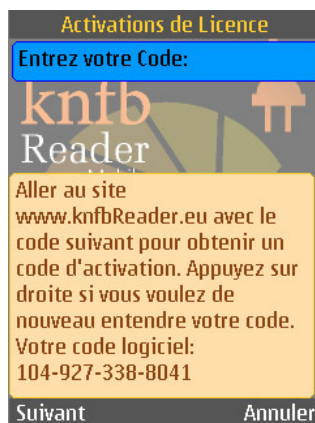 Activations de Licence
Entrez votre Code:
knfb
Reader
Aller au site
www.knfbReader.eu avec le
code suivant pour obtenir un
code d'activation. Appuyez sur
droite si vous voulez de
nouveau entendre votre code.
Votre code logiciel:
104-927-338-8041
Suivant Annuler